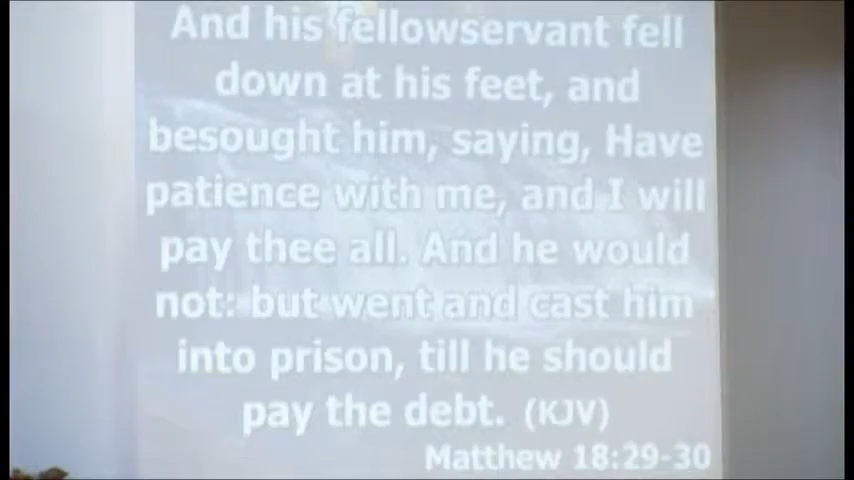 And his fellowservant fell
down at his feet, and
besought him, saying, Have
patience with me, and I will
pay thee all. And he would
not: but went and cast him
into prison, till he should
pay the debt. (KJV)
Matthew 18:29-30